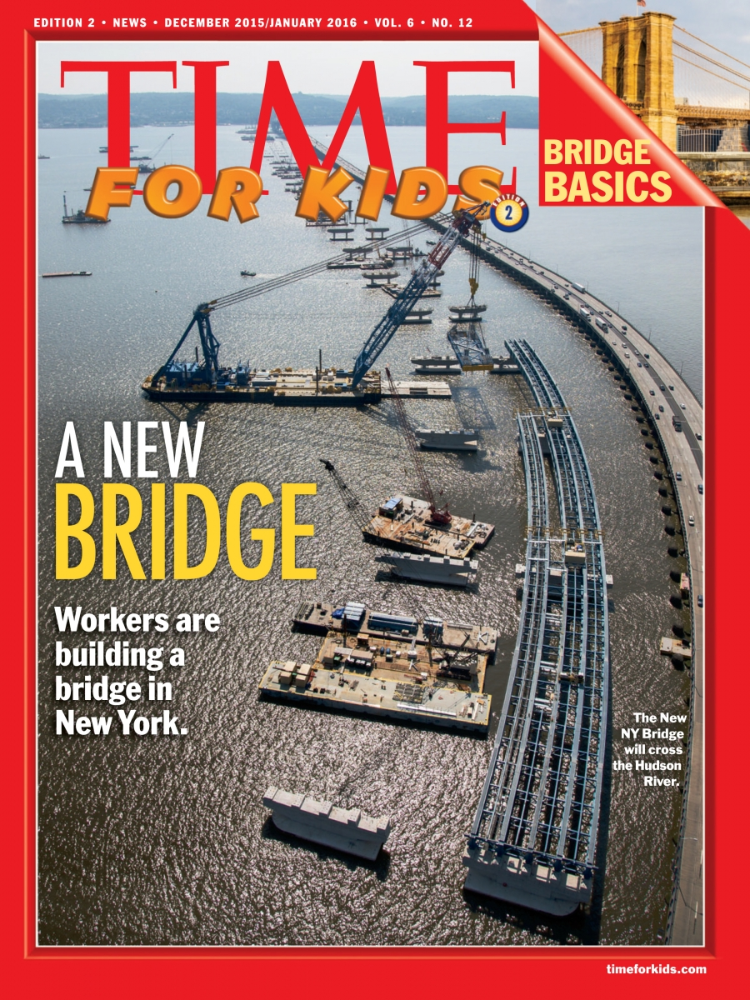 EDITION 2 • NEWS • DECEMBER 2015/JANUARY 2016 • VOL. 6 • NO. 12
TIME
FOR KIDS
EDITION
2
BRIDGE
BASICS
A NEW
BRIDGE
Workers are
building a
bridge in
New York.
The New
NY Bridge
will cross
the Hudson
River.
timeforkids.com